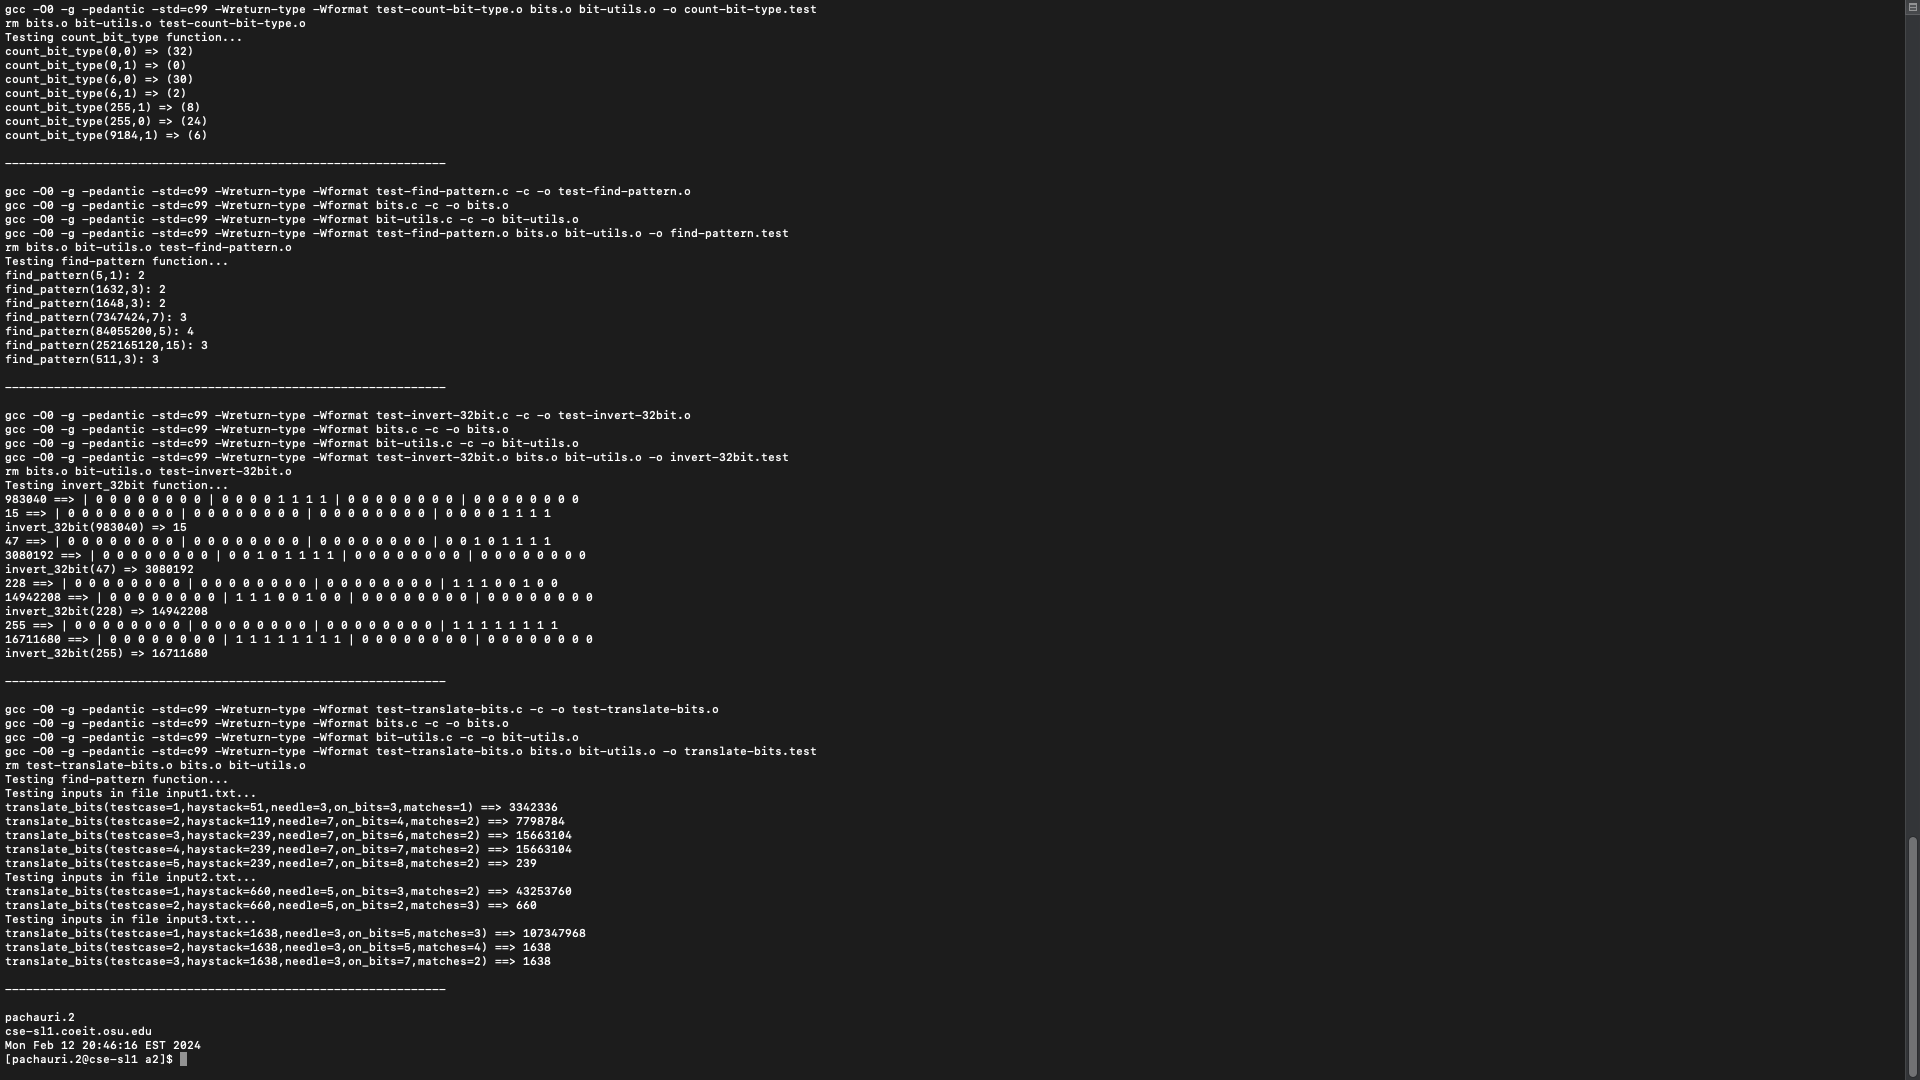 gcc -O0 -g -pedantic -std=c99 -Wreturn-type -Wformat test-count-bit-type.o bits.o bit-utils.o -o count-bit-type.test
rm bits.o bit-utils.o test-count-bit-type.o
Testing count_bit_type function...
count_bit_type(0,0) => (32)
count_bit_type(0,1) => (0)
count_bit_type(6,0) => (30)
count_bit_type(6,1) => (2)
count_bit_type(255,1) => (8)
count_bit_type(255,0) => (24)
count_bit_type(9184,1) => (6)
---------------------------------------------------------------
gcc -O0 -g -pedantic -std=c99 -Wreturn-type -Wformat test-find-pattern.c -c -o test-find-pattern.o
gcc -O0 -g -pedantic -std=c99 -Wreturn-type -Wformat bits.c -c -o bits.o
gcc -O0 -g -pedantic -std=c99 -Wreturn-type -Wformat bit-utils.c -c -o bit-utils.o
gcc -O0 -g -pedantic -std=c99 -Wreturn-type -Wformat test-find-pattern.o bits.o bit-utils.o -o find-pattern.test
rm bits.o bit-utils.o test-find-pattern.o
Testing find-pattern function...
find_pattern(5,1): 2
find_pattern(1632,3): 2
find_pattern(1648,3): 2
find_pattern(7347424,7): 3
find_pattern(84055200,5): 4
find_pattern(252165120,15): 3
find_pattern(511,3): 3
---------------------------------------------------------------
gcc -O0 -g -pedantic -std=c99 -Wreturn-type -Wformat test-invert-32bit.c -c -o test-invert-32bit.o
gcc -O0 -g -pedantic -std=c99 -Wreturn-type -Wformat bits.c -c -o bits.o
gcc -O0 -g -pedantic -std=c99 -Wreturn-type -Wformat bit-utils.c -c -o bit-utils.o
gcc -O0 -g -pedantic -std=c99 -Wreturn-type -Wformat test-invert-32bit.o bits.o bit-utils.o -o invert-32bit.test
rm bits.o bit-utils.o test-invert-32bit.o
Testing invert_32bit function...
983040 ==> | 0 0 0 0 0 0 0 0 | 0 0 0 0 1 1 1 1 | 0 0 0 0 0 0 0 0 | 0 0 0 0 0 0 0 0
15 ==> | 0 0 0 0 0 0 0 0 | 0 0 0 0 0 0 0 0 | 0 0 0 0 0 0 0 0 | 0 0 0 0 1 1 1 1
invert_32bit(983040) => 15
47 ==> | 0 0 0 0 0 0 0 0 | 0 0 0 0 0 0 0 0 | 0 0 0 0 0 0 0 0 | 0 0 1 0 1 1 1 1
3080192 ==> | 0 0 0 0 0 0 0 0 | 0 0 1 0 1 1 1 1 | 0 0 0 0 0 0 0 0 | 0 0 0 0 0 0 0 0
invert_32bit(47) => 3080192
228 ==> | 0 0 0 0 0 0 0 0 | 0 0 0 0 0 0 0 0 | 0 0 0 0 0 0 0 0 | 1 1 1 0 0 1 0 0
14942208 ==> | 0 0 0 0 0 0 0 0 | 1 1 1 0 0 1 0 0 | 0 0 0 0 0 0 0 0 | 0 0 0 0 0 0 0 0
invert_32bit(228) => 14942208
255 ==> | 0 0 0 0 0 0 0 0 | 0 0 0 0 0 0 0 0 | 0 0 0 0 0 0 0 0 | 1 1 1 1 1 1 1 1
16711680 ==> | 0 0 0 0 0 0 0 0 | 1 1 1 1 1 1 1 1 | 0 0 0 0 0 0 0 0 | 0 0 0 0 0 0 0 0
invert_32bit(255) => 16711680
---------------------------------------------------------------
gcc -O0 -g -pedantic -std=c99 -Wreturn-type -Wformat test-translate-bits.c -c -o test-translate-bits.o
gcc -O0 -g -pedantic -std=c99 -Wreturn-type -Wformat bits.c -c -o bits.o
gcc -O0 -g -pedantic -std=c99 -Wreturn-type -Wformat bit-utils.c -c -o bit-utils.o
gcc -O0 -g -pedantic -std=c99 -Wreturn-type -Wformat test-translate-bits.o bits.o bit-utils.o -o translate-bits.test
rm test-translate-bits.o bits.o bit-utils.o
Testing find-pattern function...
Testing inputs in file input1.txt...
translate_bits(testcase=1,haystack=51,needle=3,on_bits=3,matches=1) ==> 3342336
translate_bits(testcase=2,haystack=119,needle=7,on_bits=4,matches=2) ==> 7798784
translate_bits(testcase=3,haystack=239,needle=7,on_bits=6,matches=2) ==> 15663104
translate_bits(testcase=4,haystack=239,needle=7,on_bits=7,matches=2) ==> 15663104
translate_bits(testcase=5,haystack=239,needle=7,on_bits=8,matches=2) ==> 239
Testing inputs in file input2.txt...
translate_bits(testcase=1,haystack=660,needle=5,on_bits=3,matches=2) ==> 43253760
translate_bits(testcase=2,haystack=660,needle=5,on_bits=2,matches=3) ==> 660
Testing inputs in file input3.txt...
translate_bits(testcase=1,haystack=1638,needle=3,on_bits=5,matches=3) ==> 107347968
translate_bits(testcase=2,haystack=1638,needle=3,on_bits=5,matches=4) ==> 1638
translate_bits(testcase=3,haystack=1638,needle=3,on_bits=7,matches=2) ==> 1638
---------------------------------------------------------------
pachauri.2
cse-sl1.coeit.osu.edu
Mon Feb 12 20:46:16 EST 2024
[pachauri.2@cse-sl1 a2]$